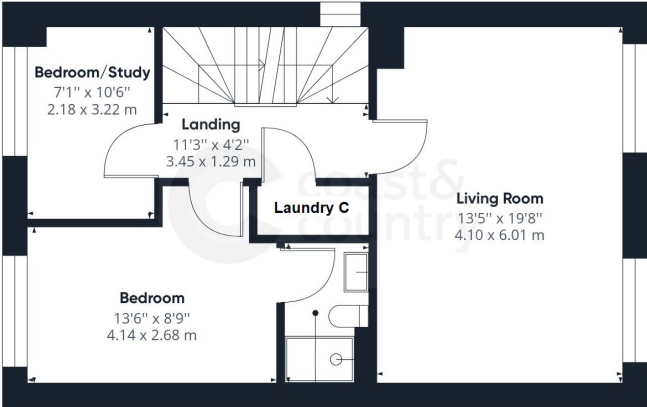 Bedroom/Study
7'1" x 10'6"
2.18 x 3.22 m
Landing
11'3" x 4'2"
3.45 x 1.29 m
coast&
country
Laundry C
Living Room
13'5" x 19'8"
4.10 x 6.01 m
Bedroom
13'6" x 8'9"
4.14 x 2.68 m